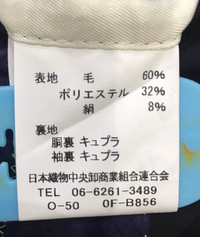 表地 毛 60%
ポリエステル 32%
絹 8%
裏地
胴裏 キュプラ
袖裏 キュプラ
日本織物中央卸商業組合連合会
TEL 06-6261-3489
O-50 0F-B856